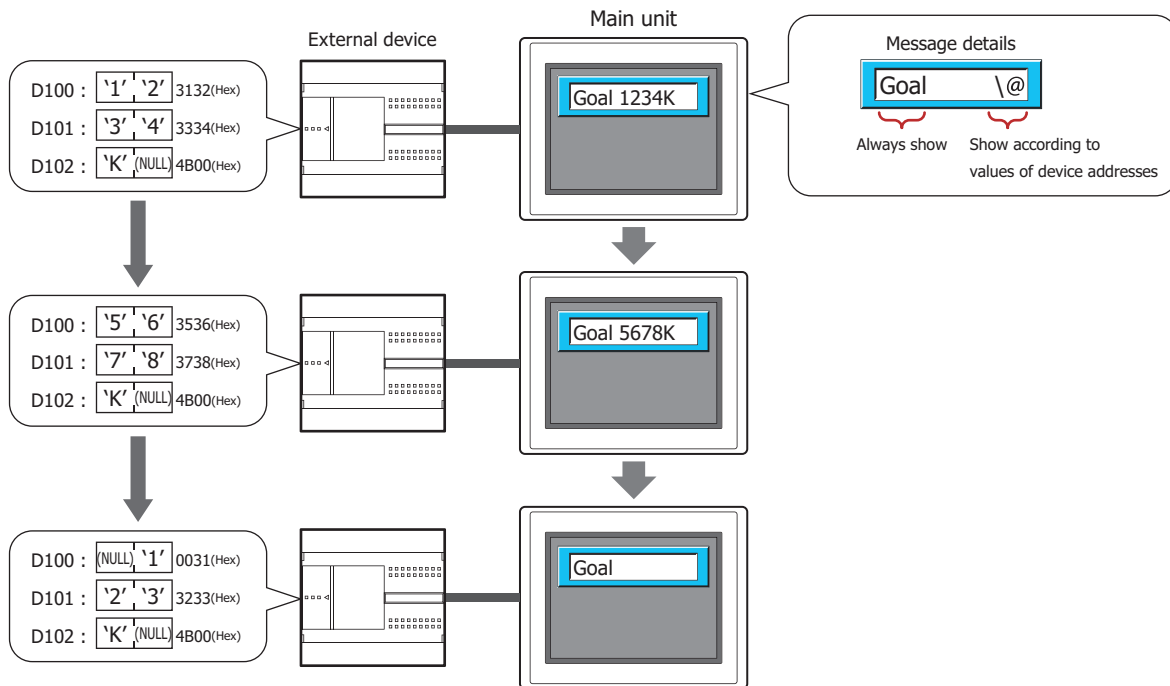 Main unit
External device
Message details
D100 : ‘1’ ‘2’ 3132(Hex)
D101 : ‘3’ ‘4’ 3334(Hex)
D102 : ‘K’ (NULL) 4B00(Hex)
Goal 1234K
Goal \@
Always show
Show according to
values of device addresses
D100 : ‘5’ ‘6’ 3536(Hex)
D101 : ‘7’ ‘8’ 3738(Hex)
D102 : ‘K’ (NULL) 4B00(Hex)
Goal 5678K
D100 : (NULL) ‘1’ 0031(Hex)
D101 : ‘2’ ‘3’ 3233(Hex)
D102 : ‘K’ (NULL) 4B00(Hex)
Goal